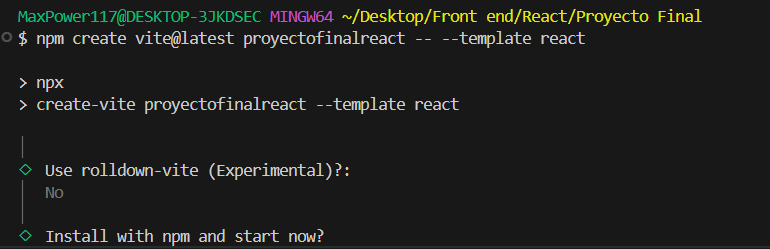 MaxPower117@DESKTOP-3JKDSEC MINGW64 ~/Desktop/Front end/React/Proyecto Final
$ npm create vite@latest proyectofinalreact -- --template react
> npx
> create-vite proyectofinalreact --template react
Use rolldown-vite (Experimental)?:
No
Install with npm and start now?